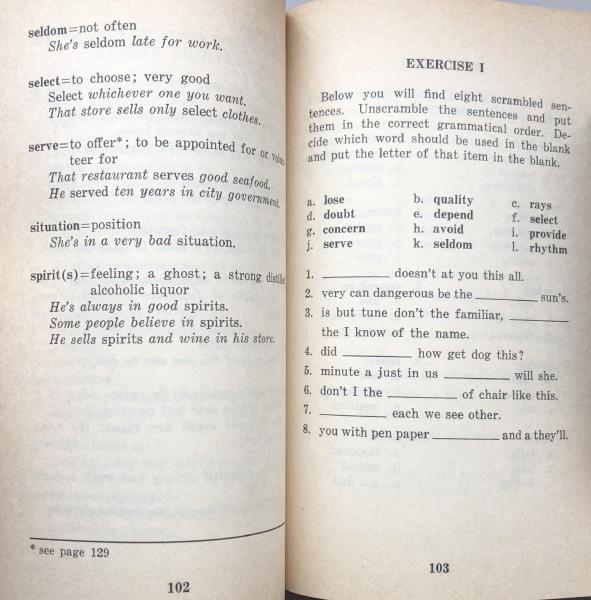 seldom=not often
She's seldom late for work.
select=to choose; very good
Select whichever one you want.
That store sells only select clothes.
serve=to offer*; to be appointed for or volun
teer for
That restaurant serves good seafood.
He served ten years in city government.
situation=position
She's in a very bad situation.
spirit(s)=feeling; a ghost; a strong distilled
alcoholic liquor
He's always in good spirits.
Some people believe in spirits.
He sells spirits and wine in his store.
* see page 129
102
EXERCISE I
Below you will find eight scrambled sen-
tences. Unscramble the sentences and put
them in the correct grammatical order. De-
cide which word should be used in the blank
and put the letter of that item in the blank.
a. lose b. quality c. rays
d. doubt e. depend f. select
g. concern h. avoid i. provide
j. serve k. seldom l. rhythm
1. __________ doesn't at you this all.
2. very can dangerous be the __________ sun's.
3. is but tune don't the familiar, __________
the I know of the name.
4. did __________ how get dog this?
5. minute a just in us __________ will she.
6. don't I the __________ of chair like this.
7. __________ each we see other.
8. you with pen paper __________ and a they'll.
103